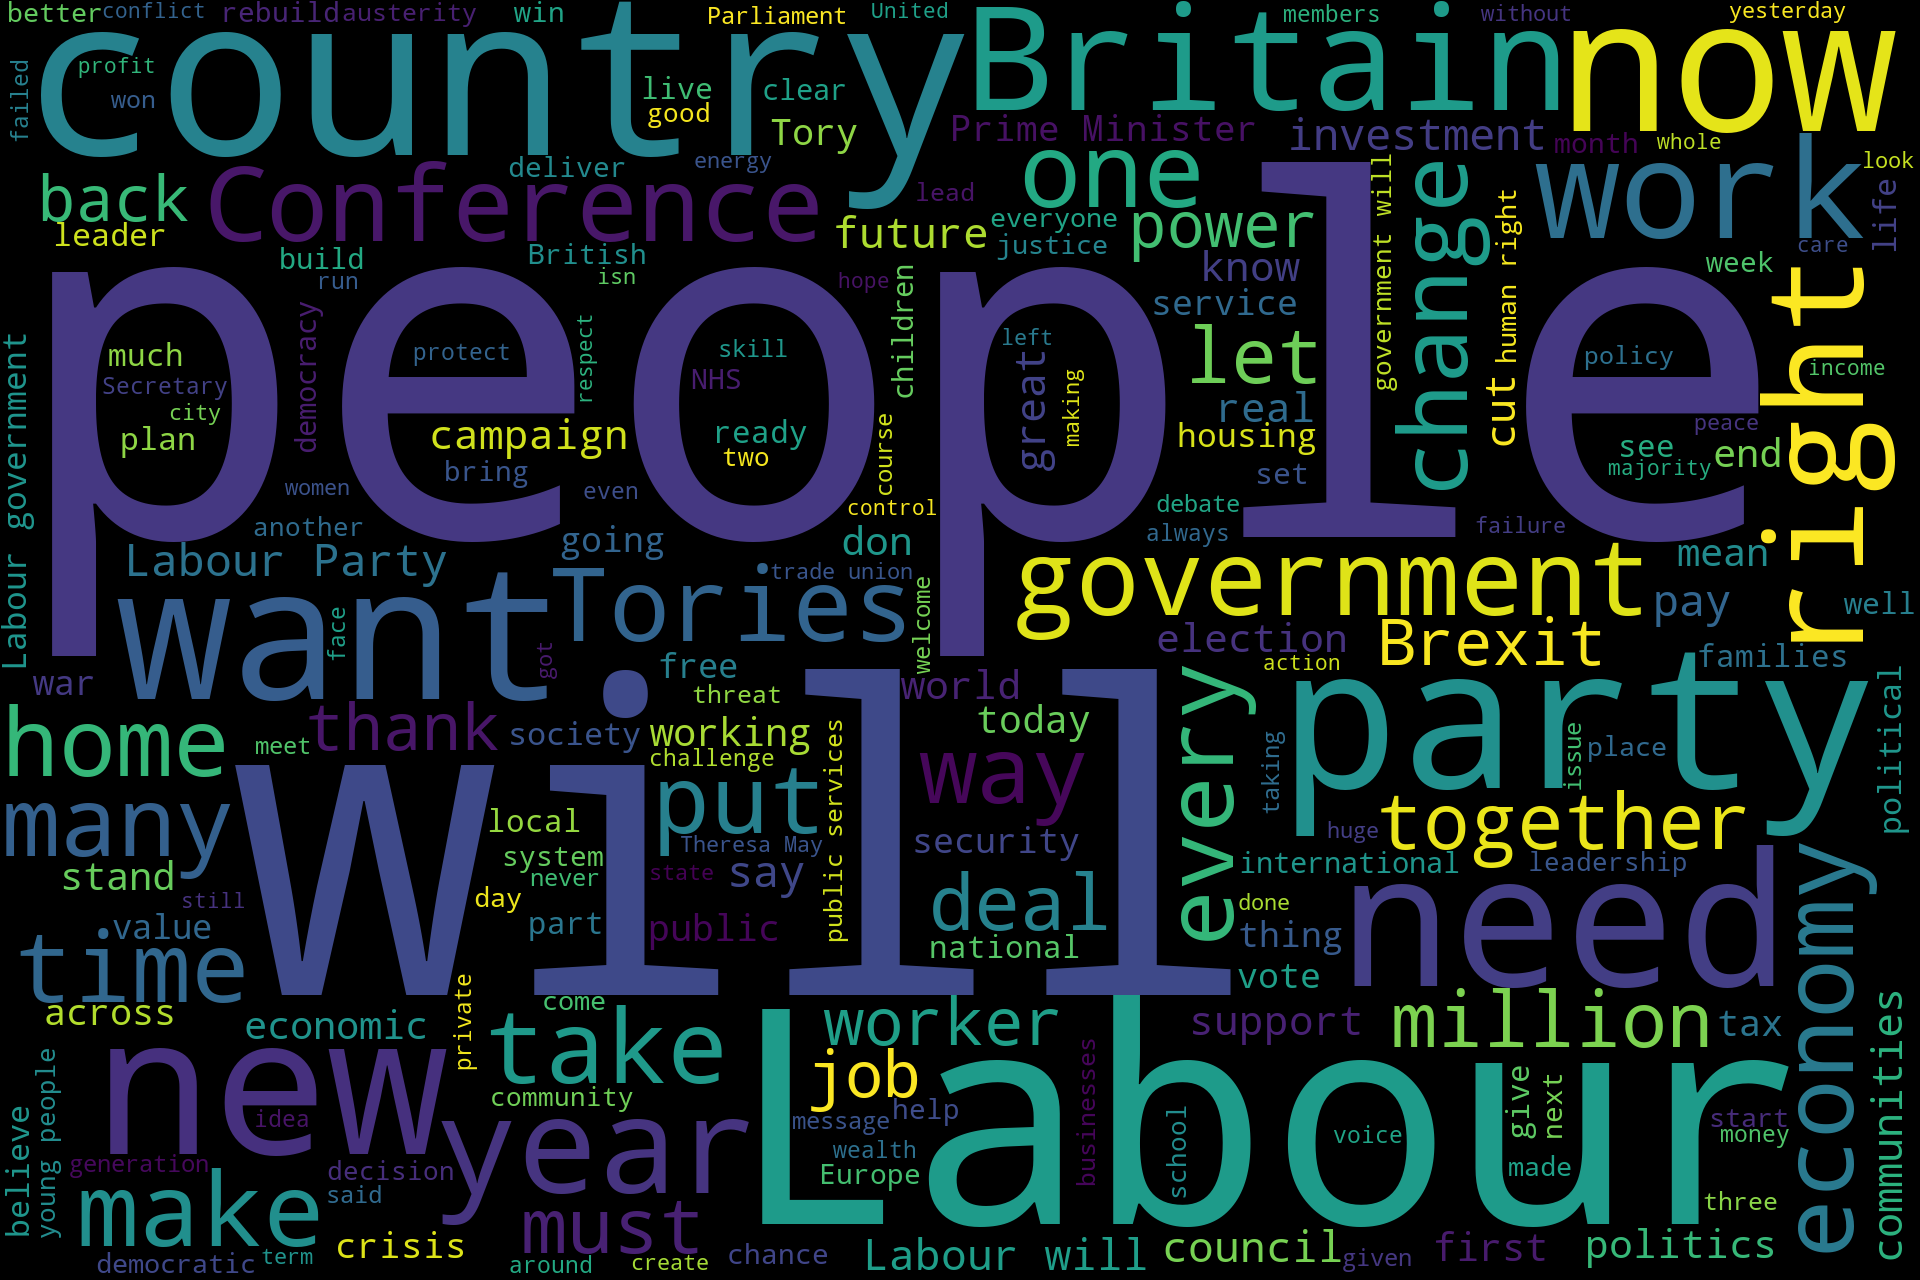 better
conflict
rebuild
austerity
win
Parliament
United
members
without
yesterday
country
Britain
now
failed
profit
won
live
good
clear
Tory
Prime Minister
investment
month
whole
look
deliver
energy
back
Conference
lead
one
work
leader
future
everyone
justice
power
government will
change
human right
care
life
build
run
British
isn
hope
children
know
service
week
right
people
much
Secretary
city
plan
democracy
protect
respect
skill
NHS
left
great
making
let
real
housing
cut
policy
income
Labour government
campaign
bring
ready
two
course
set
see
majority
peace
end
women
even
control
debate
always
failure
another
Labour Party
going
don
trade union
government
mean
want
Tories
welcome
pay
well
face
got
free
election
Brexit
action
families
war
threat
world
home
meet
thank
society
working
challenge
today
every
party
taking
issue
place
political
many
will
put
public services
way
huge
together
local
Theresa May
security
system
never
state
say
international
leadership
stand
still
day
deal
done
need
economy
value
part
public
national
thing
time
private
come
vote
across
economic
take
worker
support
million
tax
communities
new
job
Labour
community
businesses
give
next
believe
young people
idea
year
message
help
school
voice
start
money
generation
decision
wealth
Europe
made
make
said
must
three
democratic
term
crisis
around
create
chance
Labour will
council
given
first
politics